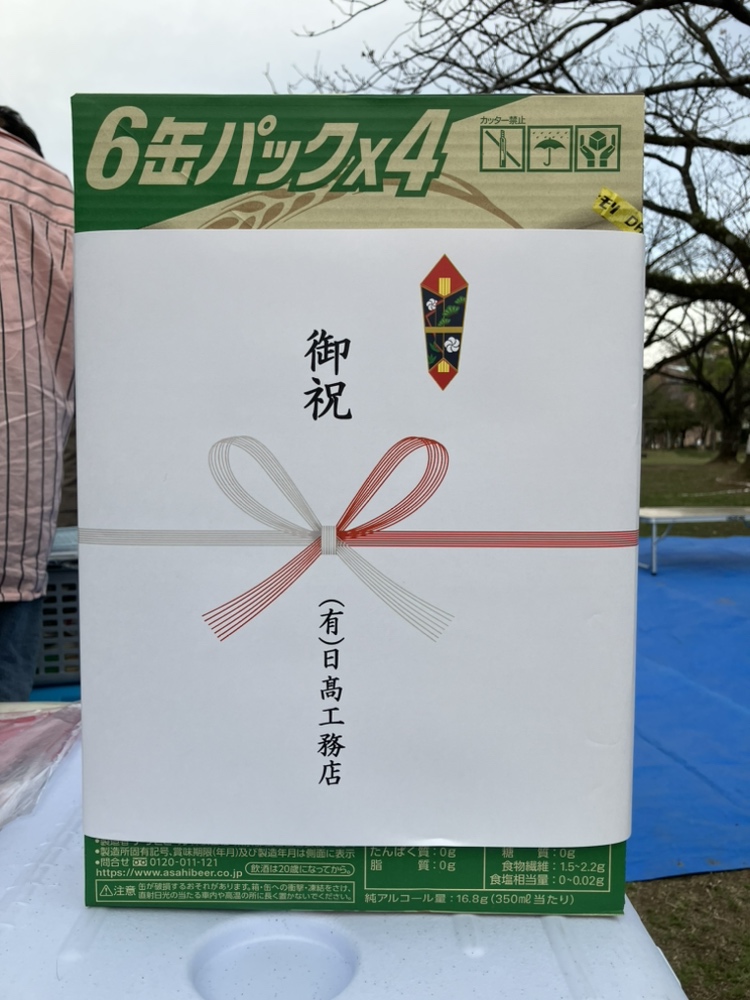 6缶パック×4
カッター禁止
モリ
御祝
(有)日髙工務店
•製造所固有記号、賞味期限(年月)及び製造年月は側面に表示
•問合せ 0120-011-121
https://www.asahibeer.co.jp 飲酒は20歳になってから。
注意 缶が破損するおそれがあります。箱・缶への衝撃・凍結をさけ、
直射日光の当たる車内や高温の所に長く置かないでください。
たんぱく質:0g
脂質:0g
糖質:0g
食物繊維:1.5~2.2g
食塩相当量:0~0.02g
純アルコール量:16.8g(350㎖当たり)